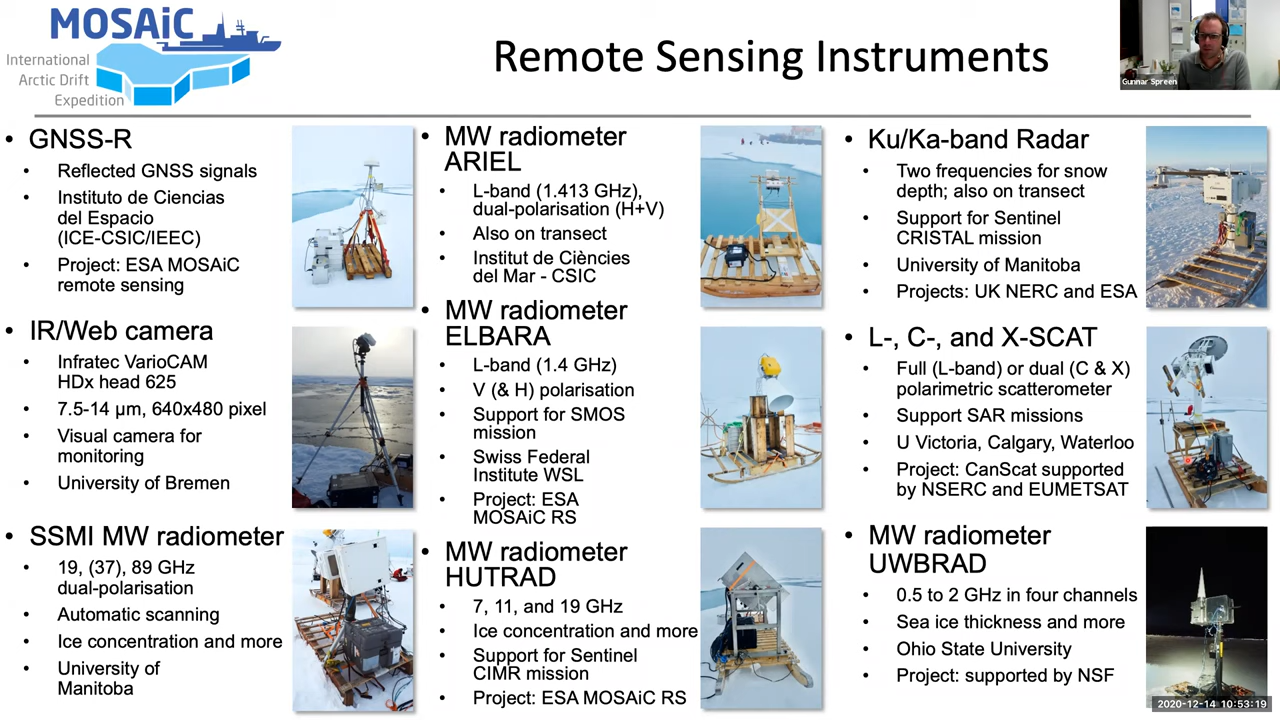 MOSAiC
International
Arctic Drift
Expedition
Remote Sensing Instruments
Gunnar Spreen
• GNSS-R
• Reflected GNSS signals
• Instituto de Ciencias
del Espacio
(ICE-CSIC/IEEC)
• Project: ESA MOSAiC
remote sensing
• IR/Web camera
• Infratec VarioCAM
HDx head 625
• 7.5-14 µm, 640x480 pixel
• Visual camera for
monitoring
• University of Bremen
• SSMI MW radiometer
• 19, (37), 89 GHz
dual-polarisation
• Automatic scanning
• Ice concentration and more
• University of
Manitoba
• MW radiometer
ARIEL
• L-band (1.413 GHz),
dual-polarisation (H+V)
• Also on transect
• Institut de Ciències
del Mar - CSIC
• MW radiometer
ELBARA
• L-band (1.4 GHz)
• V (& H) polarisation
• Support for SMOS
mission
• Swiss Federal
Institute WSL
• Project: ESA
MOSAiC RS
• MW radiometer
HUTRAD
• 7, 11, and 19 GHz
• Ice concentration and more
• Support for Sentinel
CIMR mission
• Project: ESA MOSAiC RS
• Ku/Ka-band Radar
• Two frequencies for snow
depth; also on transect
• Support for Sentinel
CRISTAL mission
• University of Manitoba
• Projects: UK NERC and ESA
• L-, C-, and X-SCAT
• Full (L-band) or dual (C & X)
polarimetric scatterometer
• Support SAR missions
• U Victoria, Calgary, Waterloo
• Project: CanScat supported
by NSERC and EUMETSAT
• MW radiometer
UWBRAD
• 0.5 to 2 GHz in four channels
• Sea ice thickness and more
• Ohio State University
• Project: supported by NSF
2020-12-14 10:53:19